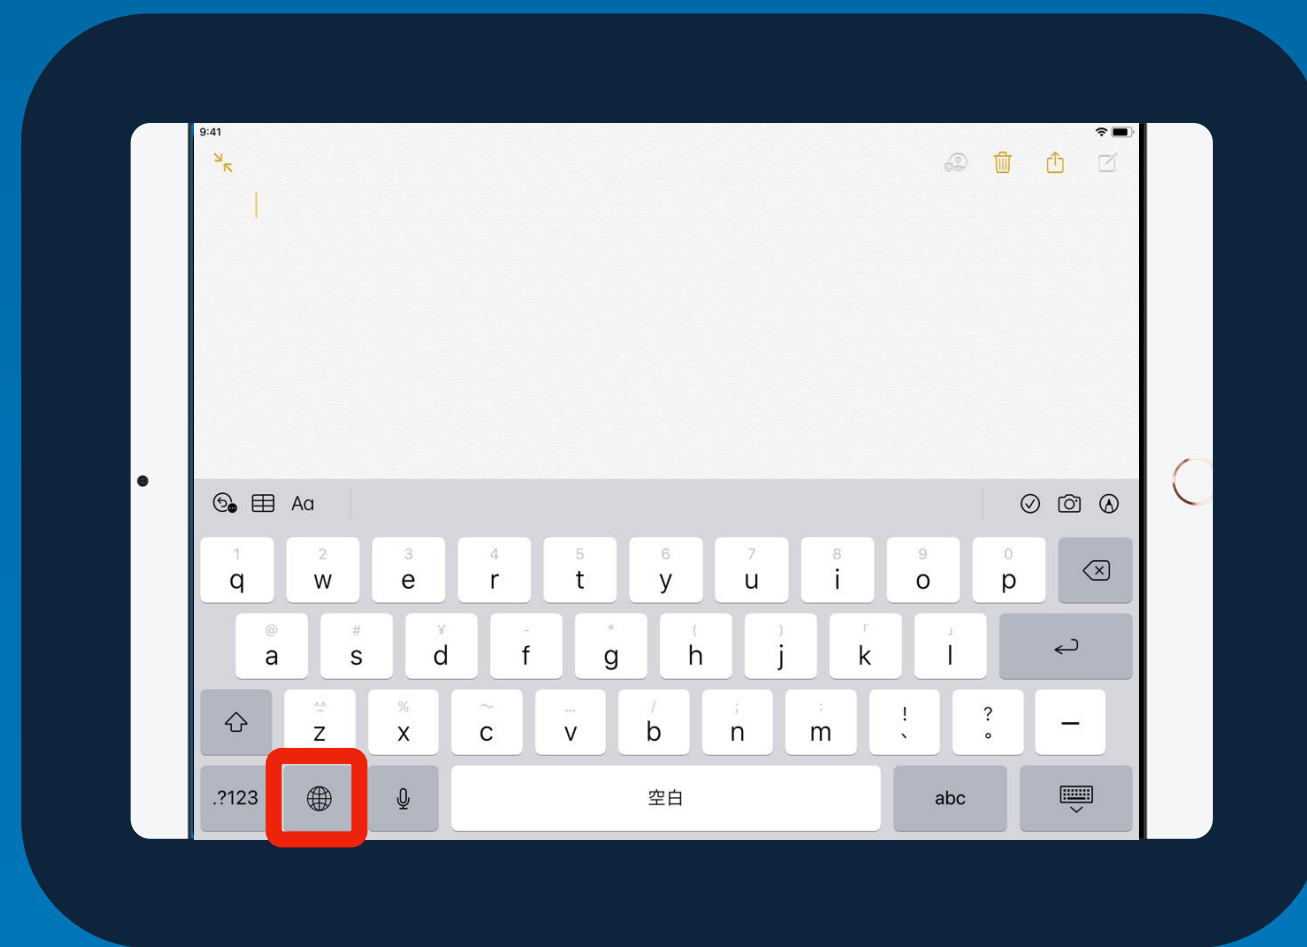 9:41
Aa
1 2 3 4 5 6 7 8 9 0
q w e r t y u i o p
@ # ¥ - * ( ) 「 」
a s d f g h j k l
^^ % ～ … / ; : ! ?
z x c v b n m 、 。 —
.?123 空白 abc